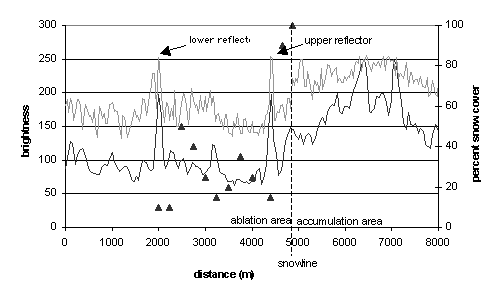 300
250
200
150
100
50
0
brightness
100
80
60
40
20
0
percent snow cover
lower reflect
upper reflector
ablation area
accumulation area
0 1000 2000 3000 4000 5000 6000 7000 8000
snowline
distance (m)